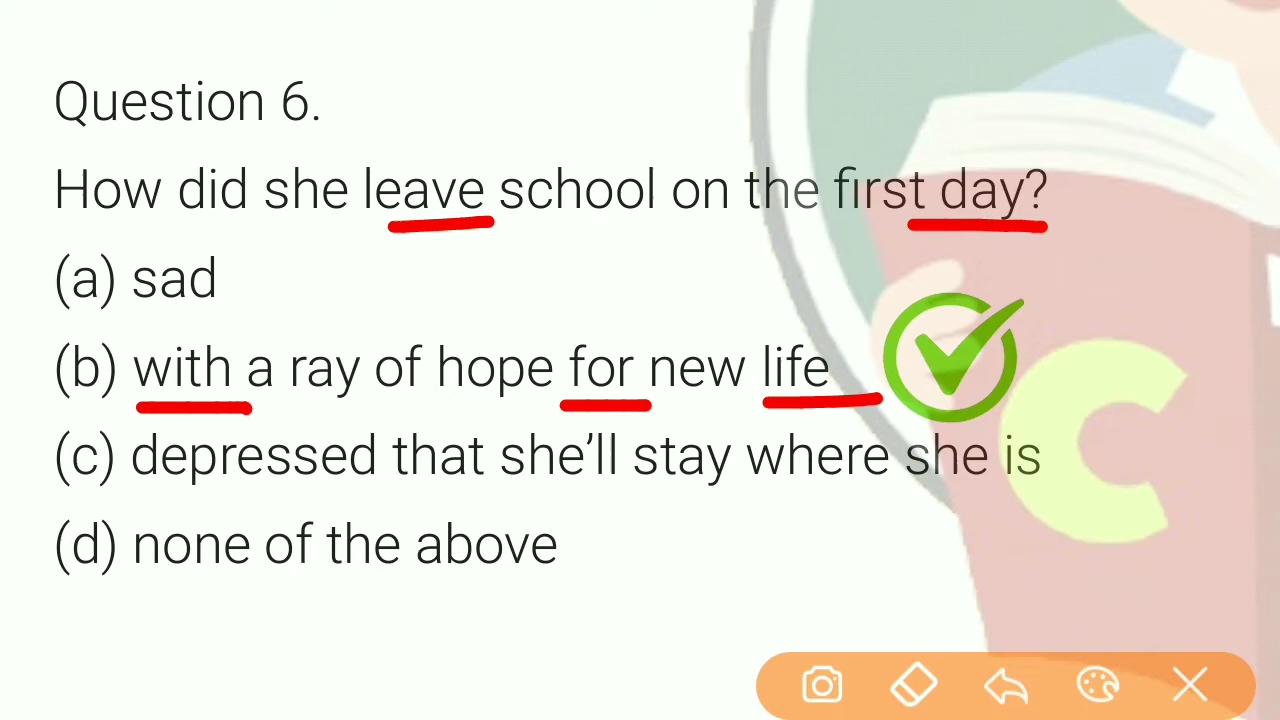 Question 6.
How did she leave school on the first day?
(a) sad
(b) with a ray of hope for new life
(c) depressed that she’ll stay where she is
(d) none of the above
C